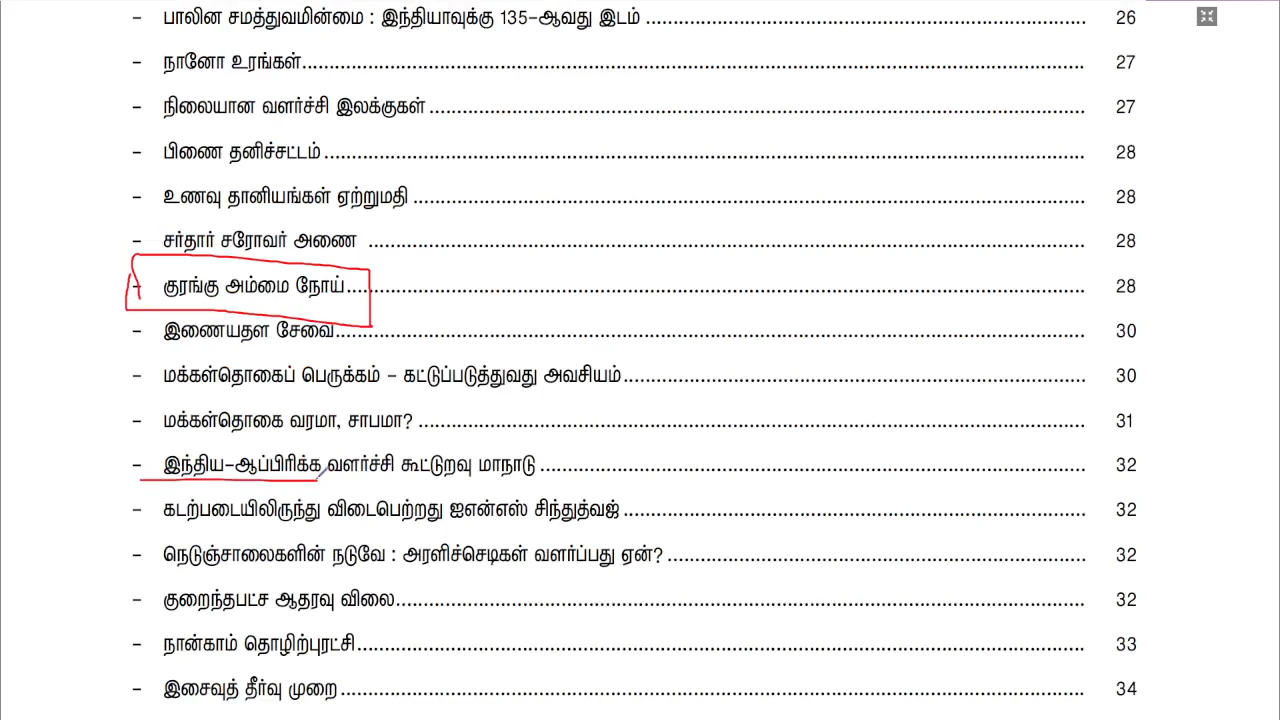 – பாலின சமத்துவமின்மை : இந்தியாவுக்கு 135-ஆவது இடம் ........ 26
– நானோ உரங்கள் ........ 27
– நிலையான வளர்ச்சி இலக்குகள் ........ 27
– பிணை தனிச்சட்டம் ........ 28
– உணவு தானியங்கள் ஏற்றுமதி ........ 28
– சர்தார் சரோவர் அணை ........ 28
– குரங்கு அம்மை நோய் ........ 28
– இணையதள சேவை ........ 30
– மக்கள்தொகைப் பெருக்கம் – கட்டுப்படுத்துவது அவசியம் ........ 30
– மக்கள்தொகை வரமா, சாபமா? ........ 31
– இந்திய-ஆப்பிரிக்க வளர்ச்சி கூட்டுறவு மாநாடு ........ 32
– கடற்படையிலிருந்து விடைபெற்றது ஐஎன்எஸ் சிந்துத்வஜ் ........ 32
– நெடுஞ்சாலைகளின் நடுவே : அரளிச்செடிகள் வளர்ப்பது ஏன்? ........ 32
– குறைந்தபட்ச ஆதரவு விலை ........ 32
– நான்காம் தொழிற்புரட்சி ........ 33
– இசைவுத் தீர்வு முறை ........ 34